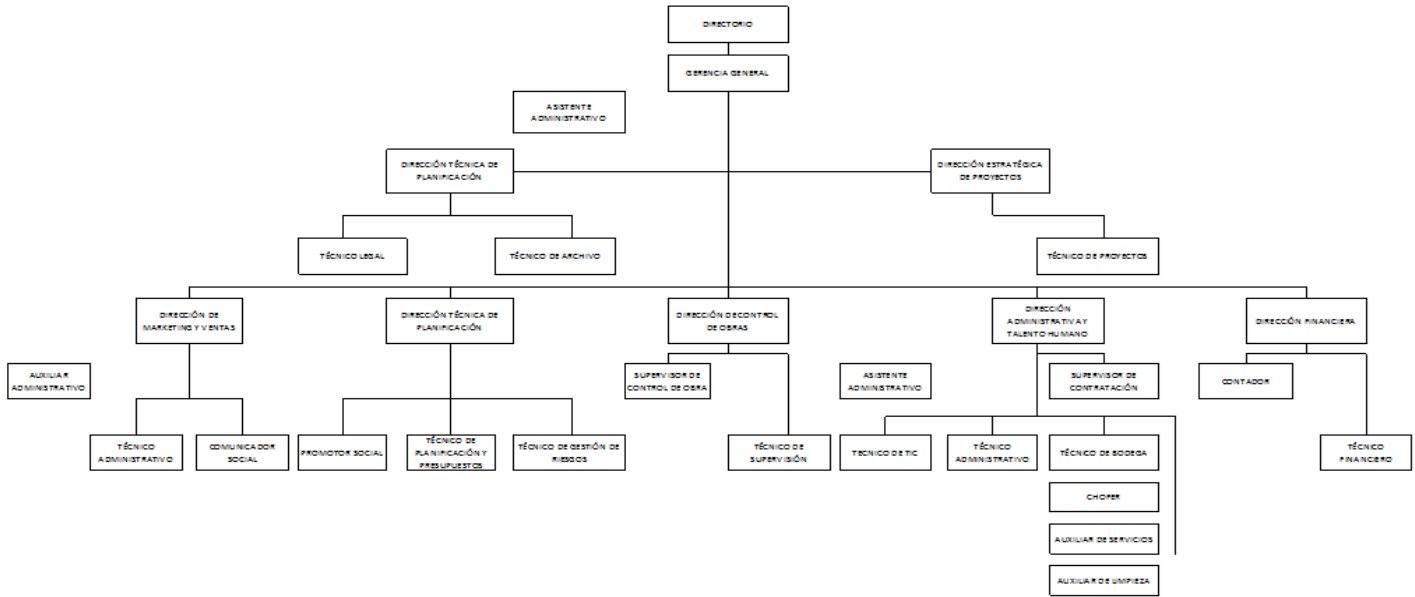 DIRECTORIO
GERENCIA GENERAL
ASISTENTE
ADMINISTRATIVO
DIRECCIÓN TÉCNICA DE
PLANIFICACIÓN
DIRECCIÓN ESTRATÉGICA
DE PROYECTOS
TÉCNICO LEGAL
TÉCNICO DE ARCHIVO
TÉCNICO DE PROYECTOS
DIRECCIÓN DE
MARKETING Y VENTAS
DIRECCIÓN TÉCNICA DE
PLANIFICACIÓN
DIRECCIÓN DE CONTROL
DE OBRAS
DIRECCIÓN
ADMINISTRATIVA Y
TALENTO HUMANO
DIRECCIÓN FINANCIERA
AUXILIAR
ADMINISTRATIVO
SUPERVISOR DE
CONTROL DE OBRA
ASISTENTE
ADMINISTRATIVO
SUPERVISOR DE
CONTRATACIÓN
CONTADOR
TÉCNICO
ADMINISTRATIVO
COMUNICADOR
SOCIAL
PROMOTOR SOCIAL
TÉCNICO DE
PLANIFICACIÓN Y
PRESUPUESTOS
TÉCNICO DE GESTIÓN DE
RIESGOS
TÉCNICO DE
SUPERVISIÓN
TECNICO DE TIC
TÉCNICO
ADMINISTRATIVO
TÉCNICO DE BODEGA
TÉCNICO
FINANCIERO
CHOFER
AUXILIAR DE SERVICIOS
AUXILIAR DE LIMPIEZA